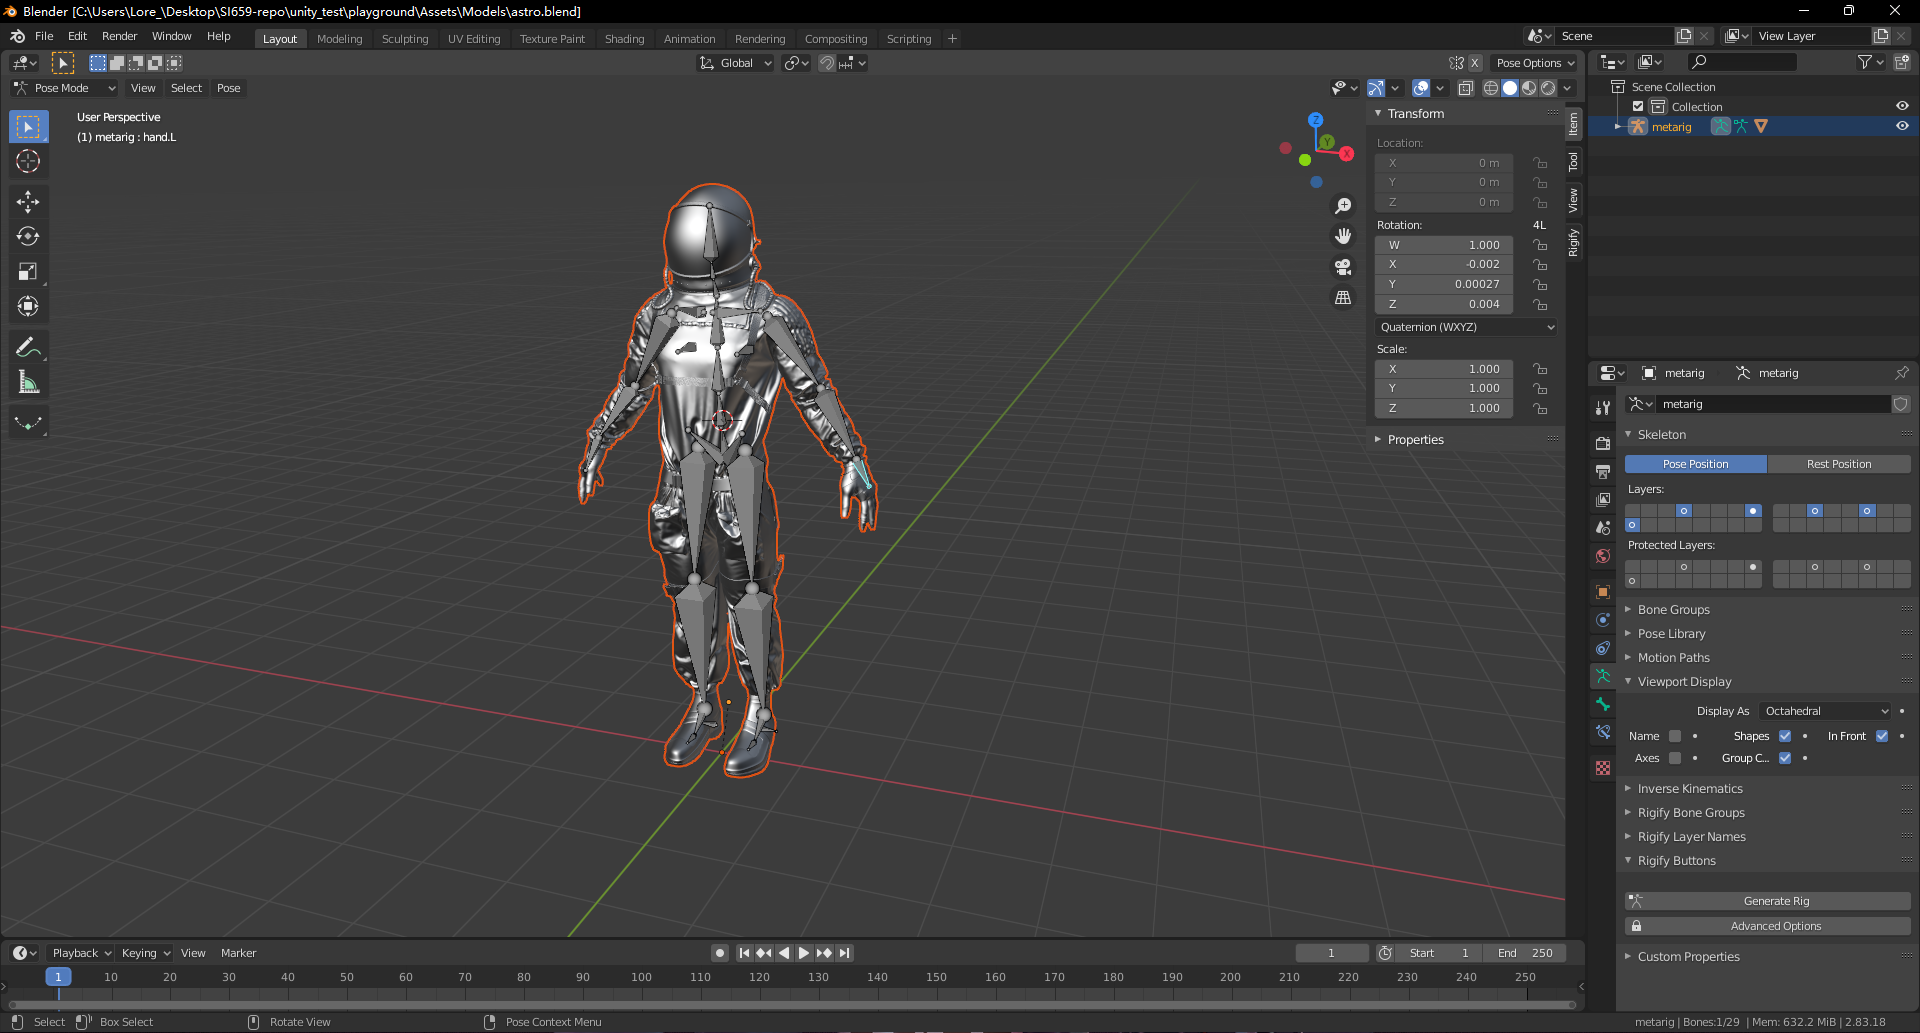 Blender [C:\Users\Lore_\Desktop\SI659-repo\unity_test\playground\Assets\Models\astro.blend]
File Edit Render Window Help Layout Modeling Sculpting UV Editing Texture Paint Shading Animation Rendering Compositing Scripting + Scene View Layer
Global X Pose Options
Pose Mode View Select Pose
User Perspective
(1) metarig : hand.L
Z Y X
Transform
Location:
X 0 m
Y 0 m
Z 0 m
Rotation: 4L
W 1.000
X -0.002
Y 0.00027
Z 0.004
Quaternion (WXYZ)
Scale:
X 1.000
Y 1.000
Z 1.000
Properties
Item
Tool
View
Rigify
Scene Collection
Collection
metarig
metarig metarig
metarig
Skeleton
Pose Position Rest Position
Layers:
Protected Layers:
Bone Groups
Pose Library
Motion Paths
Viewport Display
Display As Octahedral
Name Shapes In Front
Axes Group C...
Inverse Kinematics
Rigify Bone Groups
Rigify Layer Names
Rigify Buttons
Generate Rig
Advanced Options
Custom Properties
Playback Keying View Marker 1 Start 1 End 250
1 10 20 30 40 50 60 70 80 90 100 110 120 130 140 150 160 170 180 190 200 210 220 230 240 250
Select Box Select Rotate View Pose Context Menu metarig | Bones:1/29 | Mem: 632.2 MiB | 2.83.18